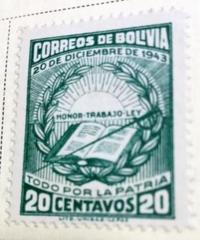 CORREOS DE BOLIVIA
20 DE DICIEMBRE DE 1943
HONOR·TRABAJO·LEY
TODO POR LA PATRIA
20 CENTAVOS 20